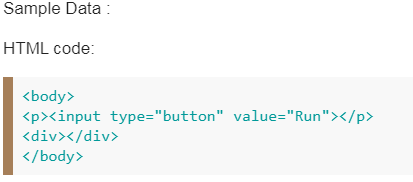 Sample Data :
HTML code:
<body>
<p><input type="button" value="Run"></p>
<div></div>
</body>